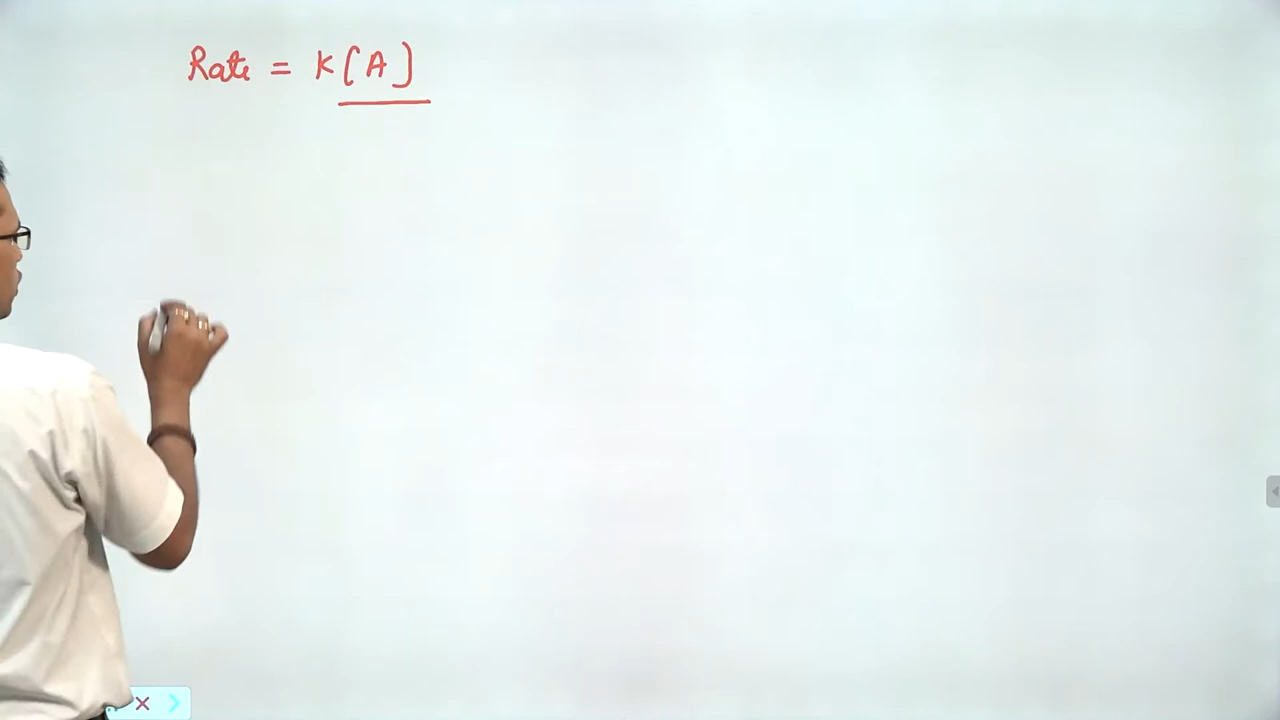 Rate = K[A]